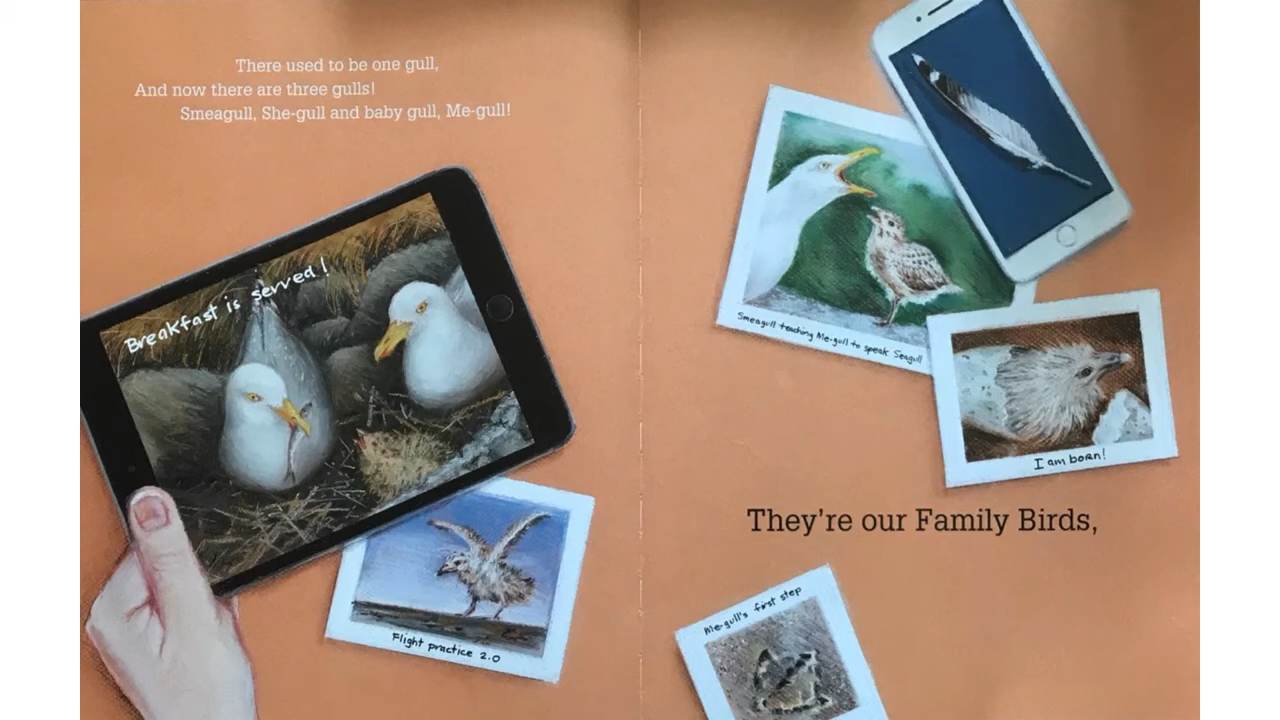 There used to be one gull,
And now there are three gulls!
Smeagull, She-gull and baby gull, Me-gull!
Breakfast is served!
Flight practice 2.0
Smeagull teaching Me-gull to speak Seagull
I am born!
They're our Family Birds,
Me-gull's first step